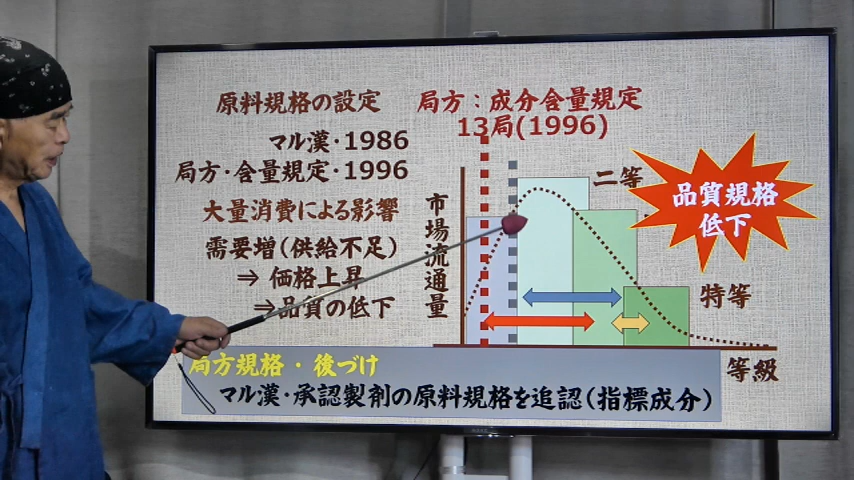 原料規格の設定
マル漢・1986
局方・含量規定・1996
大量消費による影響
需要増（供給不足）
⇒ 価格上昇
⇒品質の低下
局方：成分含量規定
13局(1996)
市場流通量
二等
特等
等級
品質規格
低下
局方規格・後づけ
マル漢・承認製剤の原料規格を追認（指標成分）